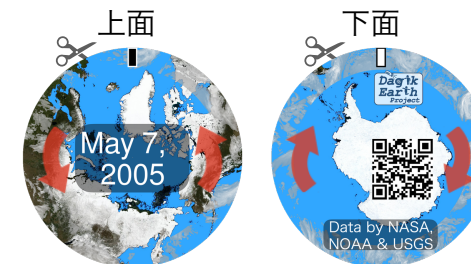 上面
May 7,
2005
下面
Dagik
Earth
Project
Data by NASA,
NOAA & USGS